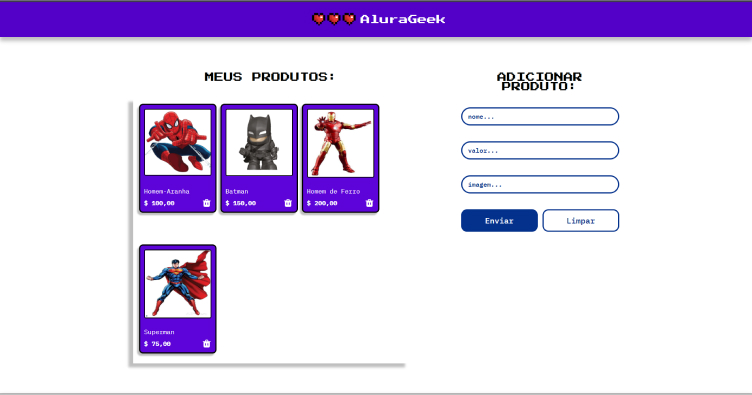 AluraGeek
MEUS PRODUTOS:
Homem-Aranha
$ 100,00
Batman
$ 150,00
Homem de Ferro
$ 200,00
Superman
$ 75,00
ADICIONAR
PRODUTO:
nome...
valor...
imagem...
Enviar
Limpar